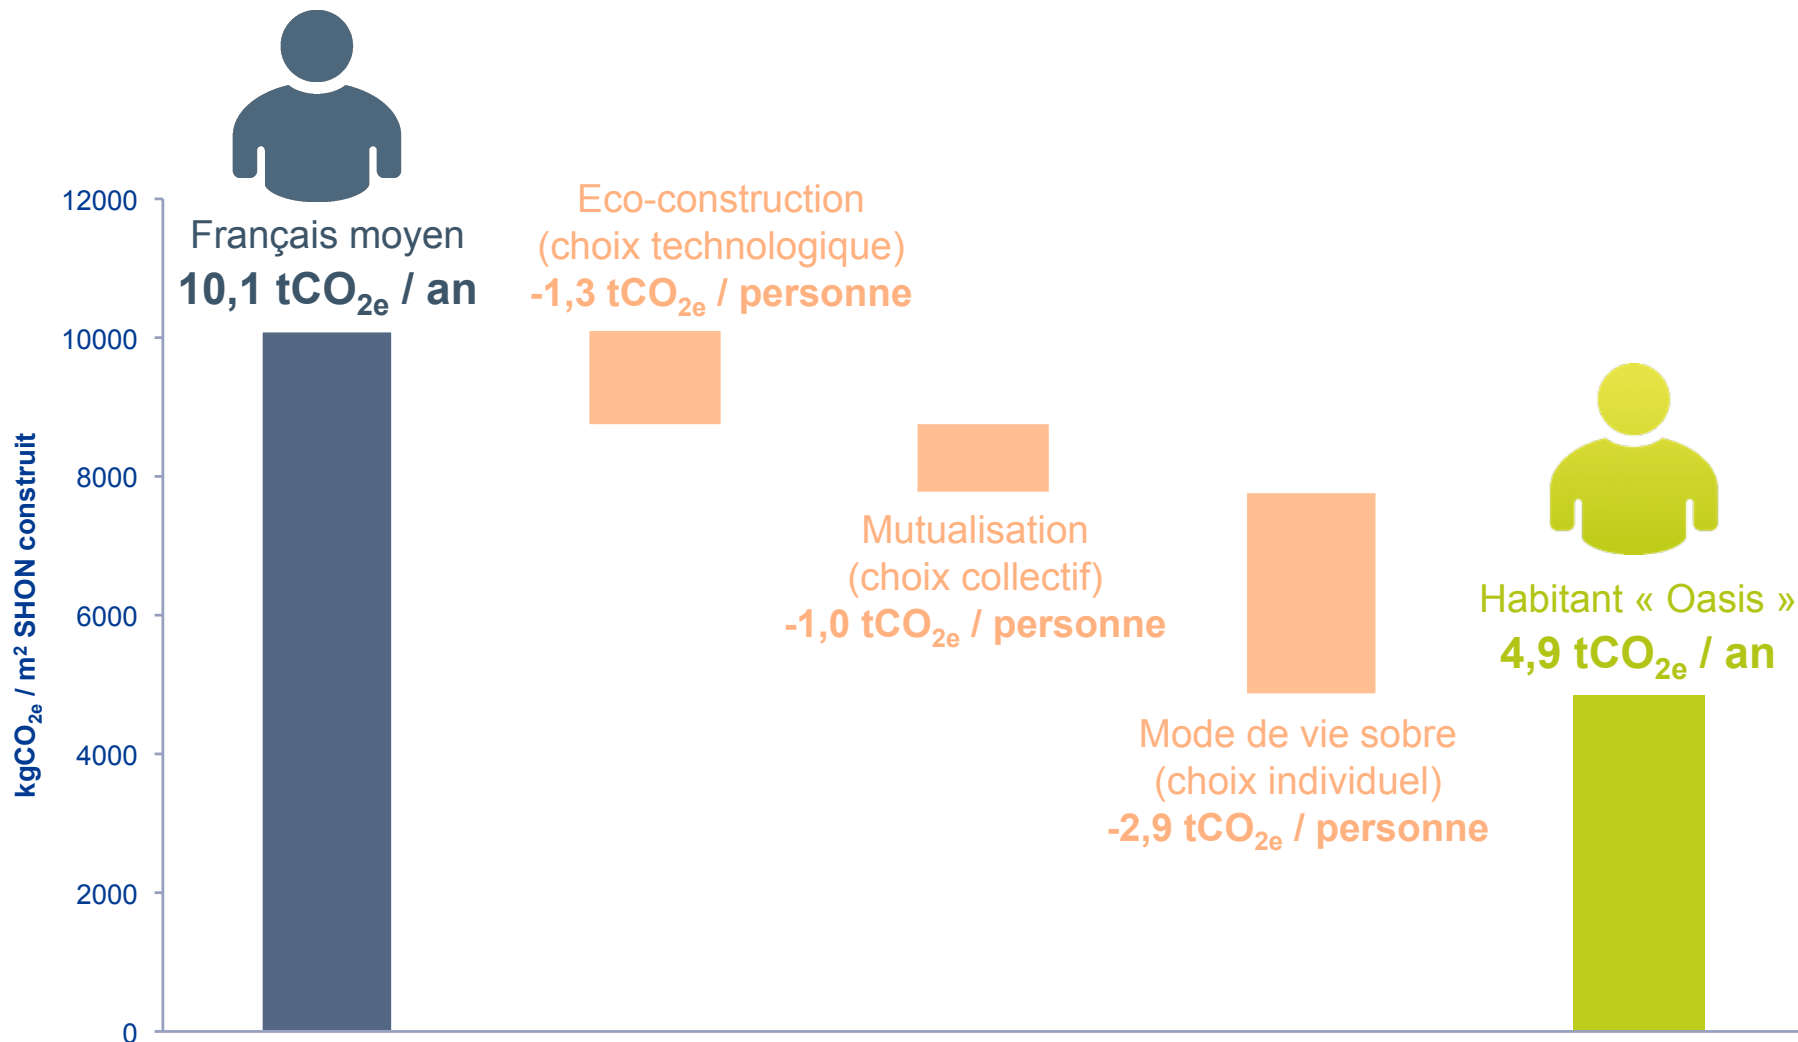 Français moyen
10,1 tCO2e / an
Eco-construction
(choix technologique)
-1,3 tCO2e / personne
Mutualisation
(choix collectif)
-1,0 tCO2e / personne
Mode de vie sobre
(choix individuel)
-2,9 tCO2e / personne
Habitant « Oasis »
4,9 tCO2e / an
kgCO2e / m² SHON construit
12000
10000
8000
6000
4000
2000
0